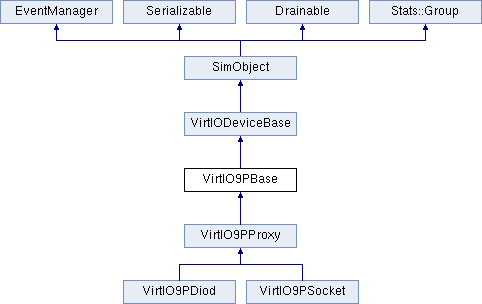 EventManager Serializable Drainable Stats::Group
SimObject
VirtIODeviceBase
VirtIO9PBase
VirtIO9PProxy
VirtIO9PDiod VirtIO9PSocket